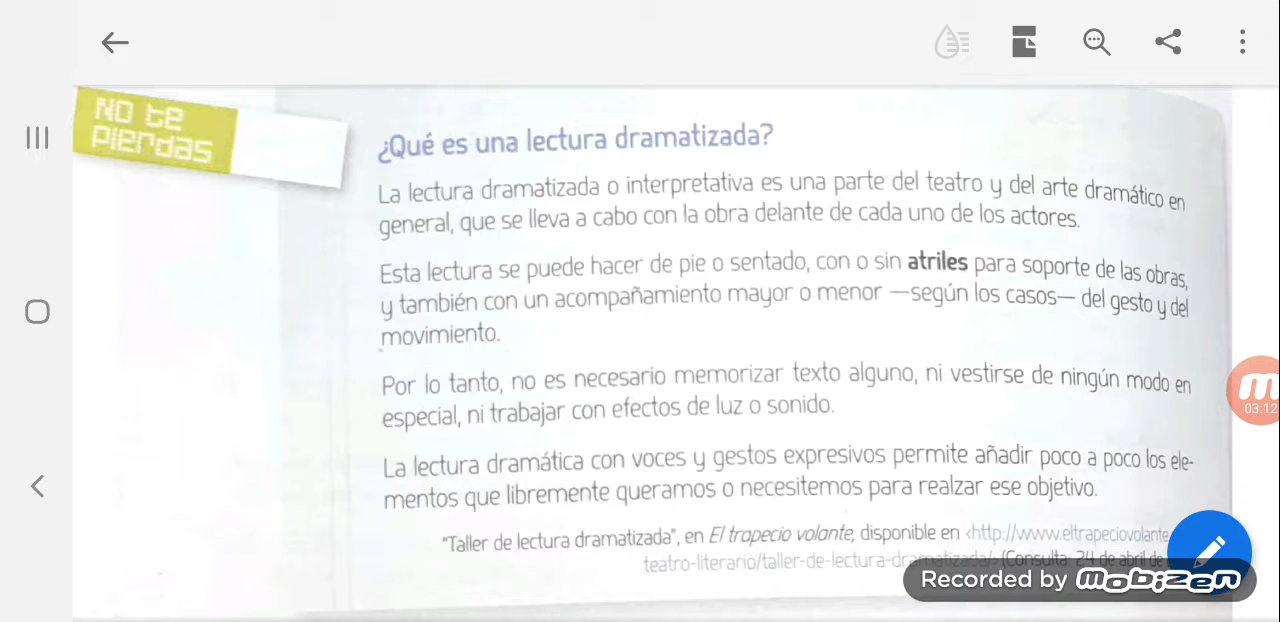 No te
pierdas
¿Qué es una lectura dramatizada?
La lectura dramatizada o interpretativa es una parte del teatro y del arte dramático en
general, que se lleva a cabo con la obra delante de cada uno de los actores.
Esta lectura se puede hacer de pie o sentado, con o sin atriles para soporte de las obras,
y también con un acompañamiento mayor o menor —según los casos— del gesto y del
movimiento.
Por lo tanto, no es necesario memorizar texto alguno, ni vestirse de ningún modo en
especial, ni trabajar con efectos de luz o sonido.
La lectura dramática con voces y gestos expresivos permite añadir poco a poco los ele-
mentos que libremente queramos o necesitemos para realzar ese objetivo.
"Taller de lectura dramatizada", en El trapecio volante, disponible en <http://www.eltrapeciovolante
teatro-literario/taller-de-lectura-dramatizada/> (Consulta: 24 de abril de
03:12
Recorded by mobizen